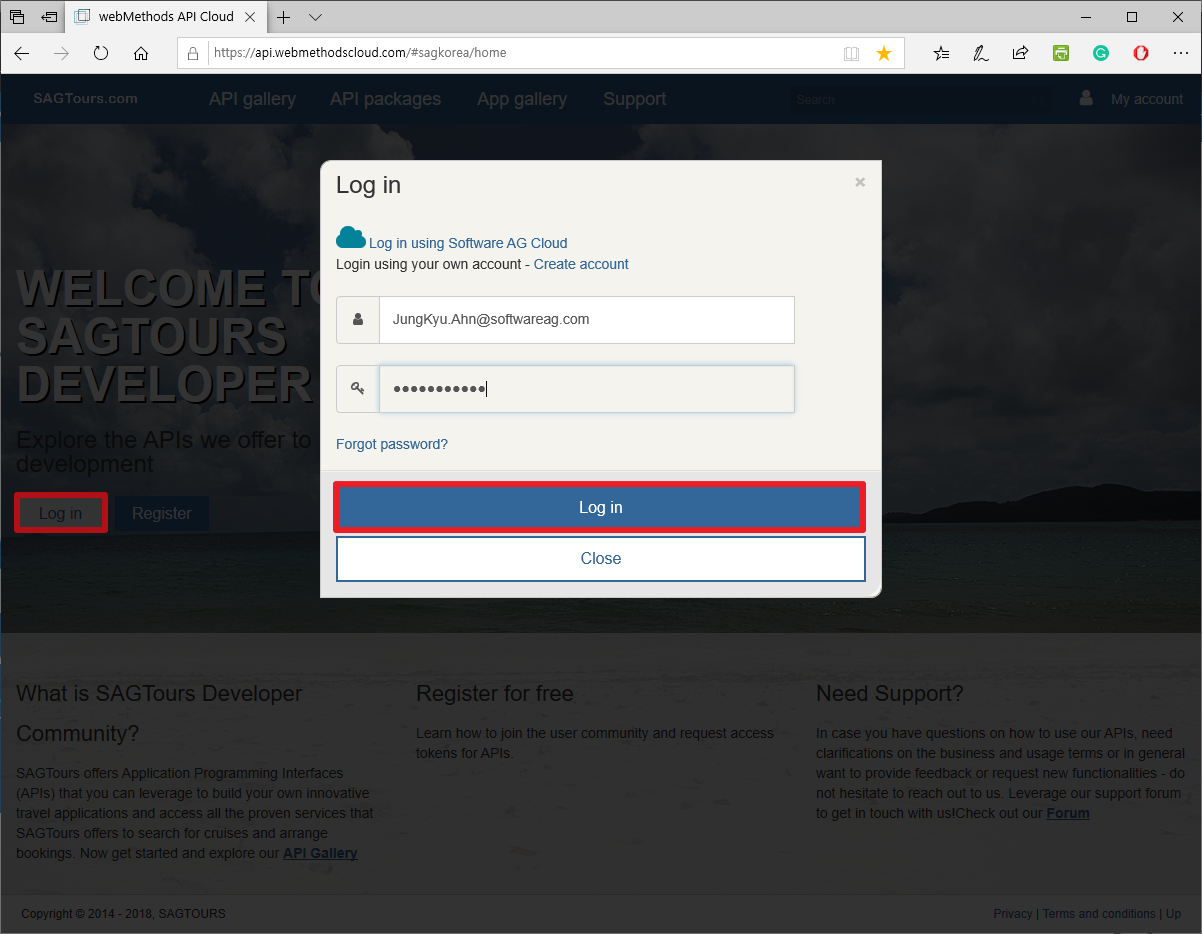 webMethods API Cloud
https://api.webmethodscloud.com/#sagkorea/home
SAGTours.com
API gallery
API packages
App gallery
Support
Search
My account
Log in
Log in using Software AG Cloud
Login using your own account - Create account
JungKyu.Ahn@softwareag.com
Forgot password?
Log in
Close
WELCOME TO
SAGTOURS
DEVELOPER
Explore the APIs we offer to
development
Log in
Register
What is SAGTours Developer
Community?
SAGTours offers Application Programming Interfaces
(APIs) that you can leverage to build your own innovative
travel applications and access all the proven services that
SAGTours offers to search for cruises and arrange
bookings. Now get started and explore our API Gallery
Register for free
Learn how to join the user community and request access
tokens for APIs.
Need Support?
In case you have questions on how to use our APIs, need
clarifications on the business and usage terms or in general
want to provide feedback or request new functionalities - do
not hesitate to reach out to us. Leverage our support forum
to get in touch with us!Check out our Forum
Copyright © 2014 - 2018, SAGTOURS
Privacy | Terms and conditions | Up